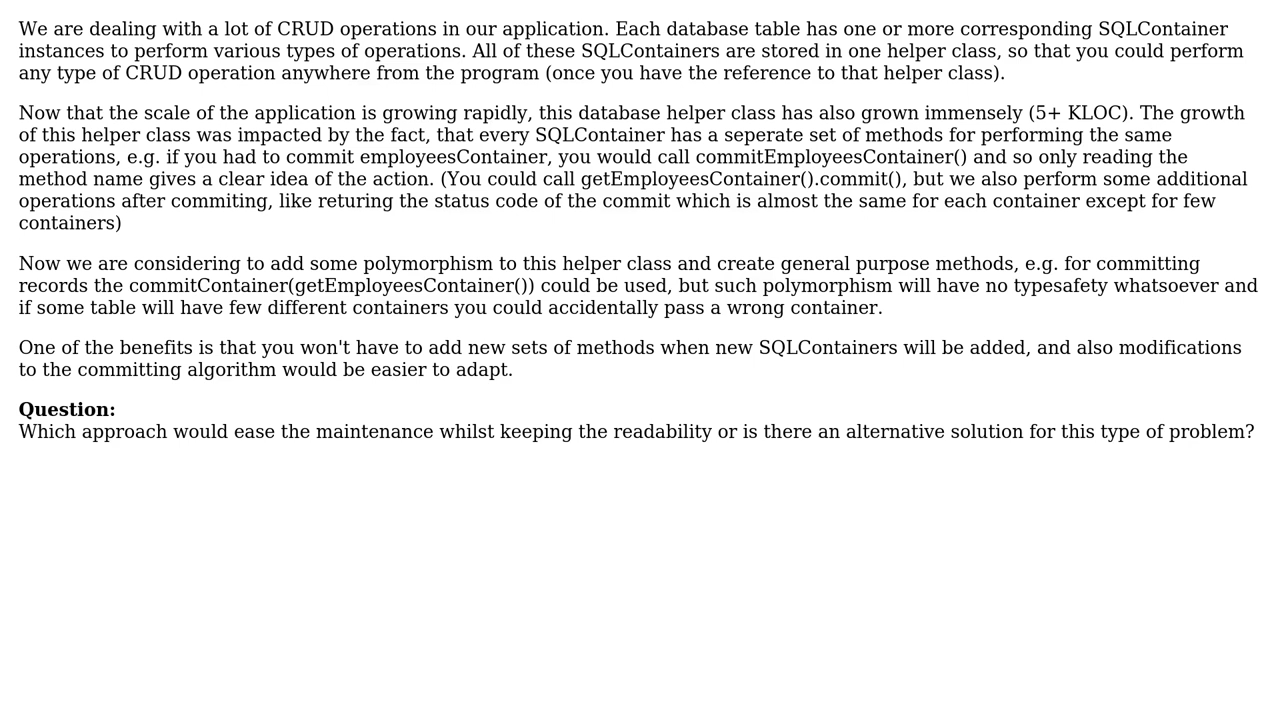 We are dealing with a lot of CRUD operations in our application. Each database table has one or more corresponding SQLContainer
instances to perform various types of operations. All of these SQLContainers are stored in one helper class, so that you could perform
any type of CRUD operation anywhere from the program (once you have the reference to that helper class).
Now that the scale of the application is growing rapidly, this database helper class has also grown immensely (5+ KLOC). The growth
of this helper class was impacted by the fact, that every SQLContainer has a seperate set of methods for performing the same
operations, e.g. if you had to commit employeesContainer, you would call commitEmployeesContainer() and so only reading the
method name gives a clear idea of the action. (You could call getEmployeesContainer().commit(), but we also perform some additional
operations after commiting, like returing the status code of the commit which is almost the same for each container except for few
containers)
Now we are considering to add some polymorphism to this helper class and create general purpose methods, e.g. for committing
records the commitContainer(getEmployeesContainer()) could be used, but such polymorphism will have no typesafety whatsoever and
if some table will have few different containers you could accidentally pass a wrong container.
One of the benefits is that you won't have to add new sets of methods when new SQLContainers will be added, and also modifications
to the committing algorithm would be easier to adapt.
Question:
Which approach would ease the maintenance whilst keeping the readability or is there an alternative solution for this type of problem?